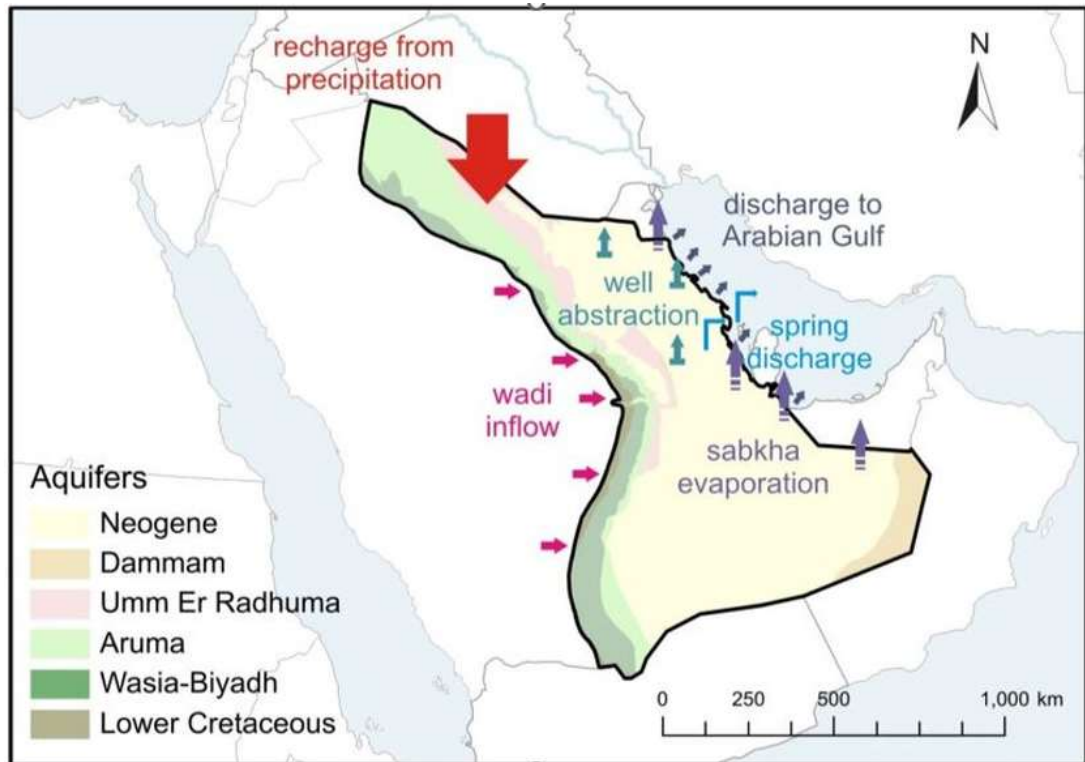 recharge from
precipitation
N
discharge to
Arabian Gulf
well
abstraction
spring
discharge
wadi
inflow
sabkha
evaporation
Aquifers
Neogene
Dammam
Umm Er Radhuma
Aruma
Wasia-Biyadh
Lower Cretaceous
0 250 500 1,000 km